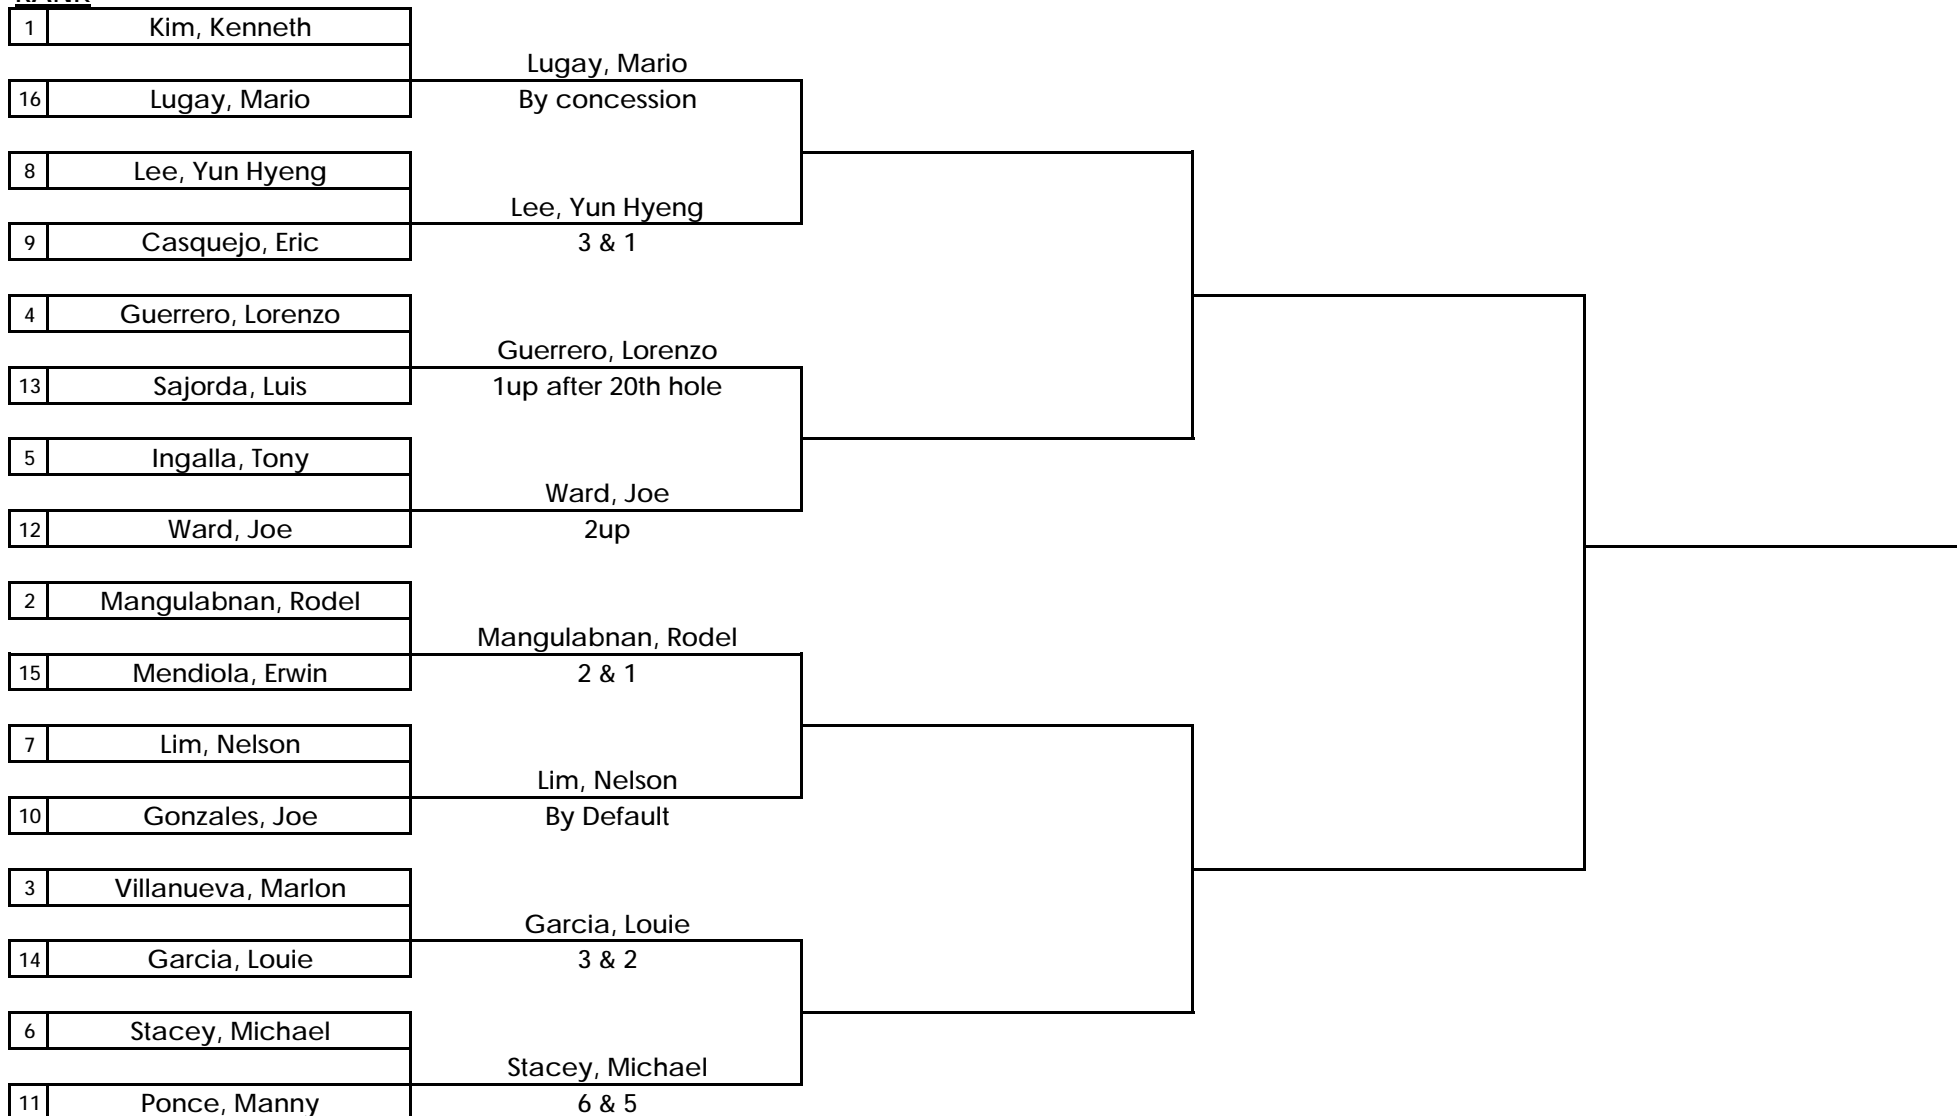 RANK
1 Kim, Kenneth
Lugay, Mario
16 Lugay, Mario By concession
8 Lee, Yun Hyeng
Lee, Yun Hyeng
9 Casquejo, Eric 3 & 1
4 Guerrero, Lorenzo
Guerrero, Lorenzo
13 Sajorda, Luis 1up after 20th hole
5 Ingalla, Tony
Ward, Joe
12 Ward, Joe 2up
2 Mangulabnan, Rodel
Mangulabnan, Rodel
15 Mendiola, Erwin 2 & 1
7 Lim, Nelson
Lim, Nelson
10 Gonzales, Joe By Default
3 Villanueva, Marlon
Garcia, Louie
14 Garcia, Louie 3 & 2
6 Stacey, Michael
Stacey, Michael
11 Ponce, Manny 6 & 5